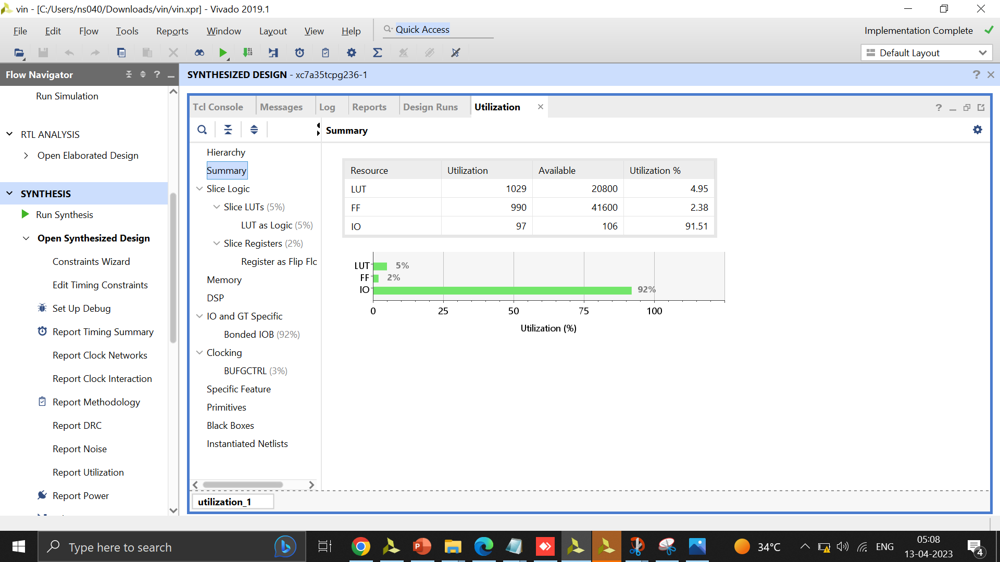 vin - [C:/Users/ns040/Downloads/vin/vin.xpr] - Vivado 2019.1
File Edit Flow Tools Reports Window Layout View Help Quick Access Implementation Complete
Default Layout
Flow Navigator
SYNTHESIZED DESIGN - xc7a35tcpg236-1
Run Simulation
RTL ANALYSIS
Open Elaborated Design
SYNTHESIS
Run Synthesis
Open Synthesized Design
Constraints Wizard
Edit Timing Constraints
Set Up Debug
Report Timing Summary
Report Clock Networks
Report Clock Interaction
Report Methodology
Report DRC
Report Noise
Report Utilization
Report Power
Tcl Console Messages Log Reports Design Runs Utilization
Summary
Hierarchy
Summary
Slice Logic
Slice LUTs (5%)
LUT as Logic (5%)
Slice Registers (2%)
Register as Flip Flo
Memory
DSP
IO and GT Specific
Bonded IOB (92%)
Clocking
BUFGCTRL (3%)
Specific Feature
Primitives
Black Boxes
Instantiated Netlists
Resource Utilization Available Utilization %
LUT 1029 20800 4.95
FF 990 41600 2.38
IO 97 106 91.51
LUT 5%
FF 2%
IO 92%
0 25 50 75 100
Utilization (%)
utilization_1
Type here to search
34°C
ENG
05:08
13-04-2023
4